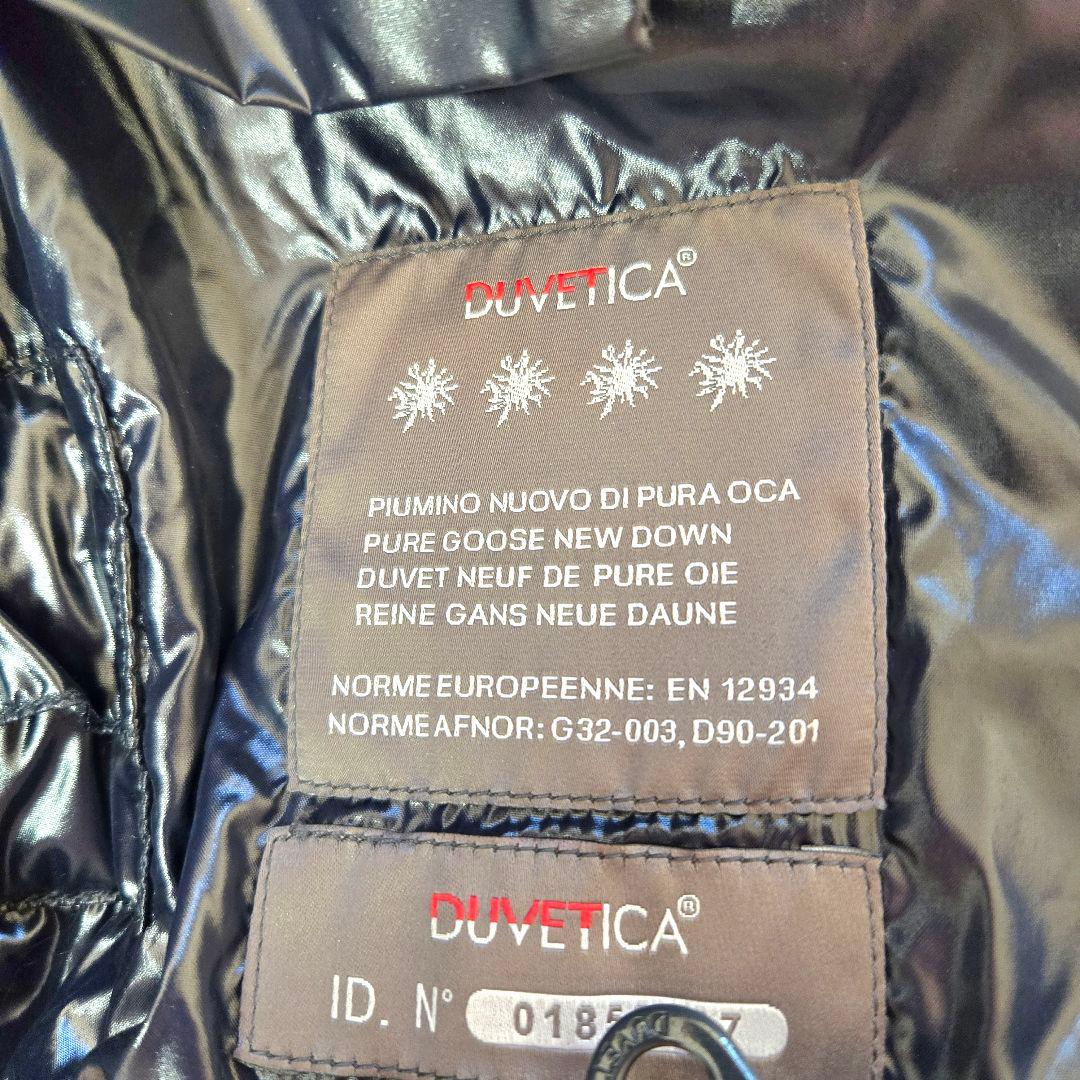 DUVETICA®
PIUMINO NUOVO DI PURA OCA
PURE GOOSE NEW DOWN
DUVET NEUF DE PURE OIE
REINE GANS NEUE DAUNE
NORME EUROPEENNE: EN 12934
NORME AFNOR: G32-003, D90-201
DUVETICA®
ID. N°